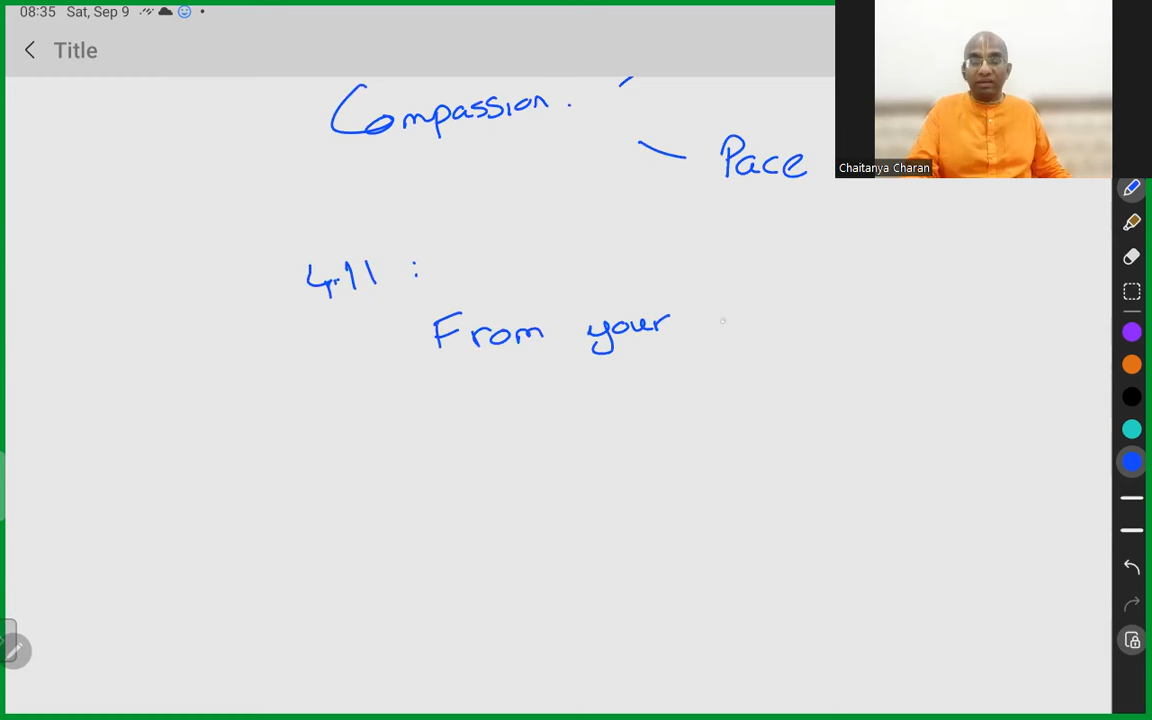 08:35 Sat, Sep 9
Title
Compassion.
Pace
Chaitanya Charan
4.11 :
From your